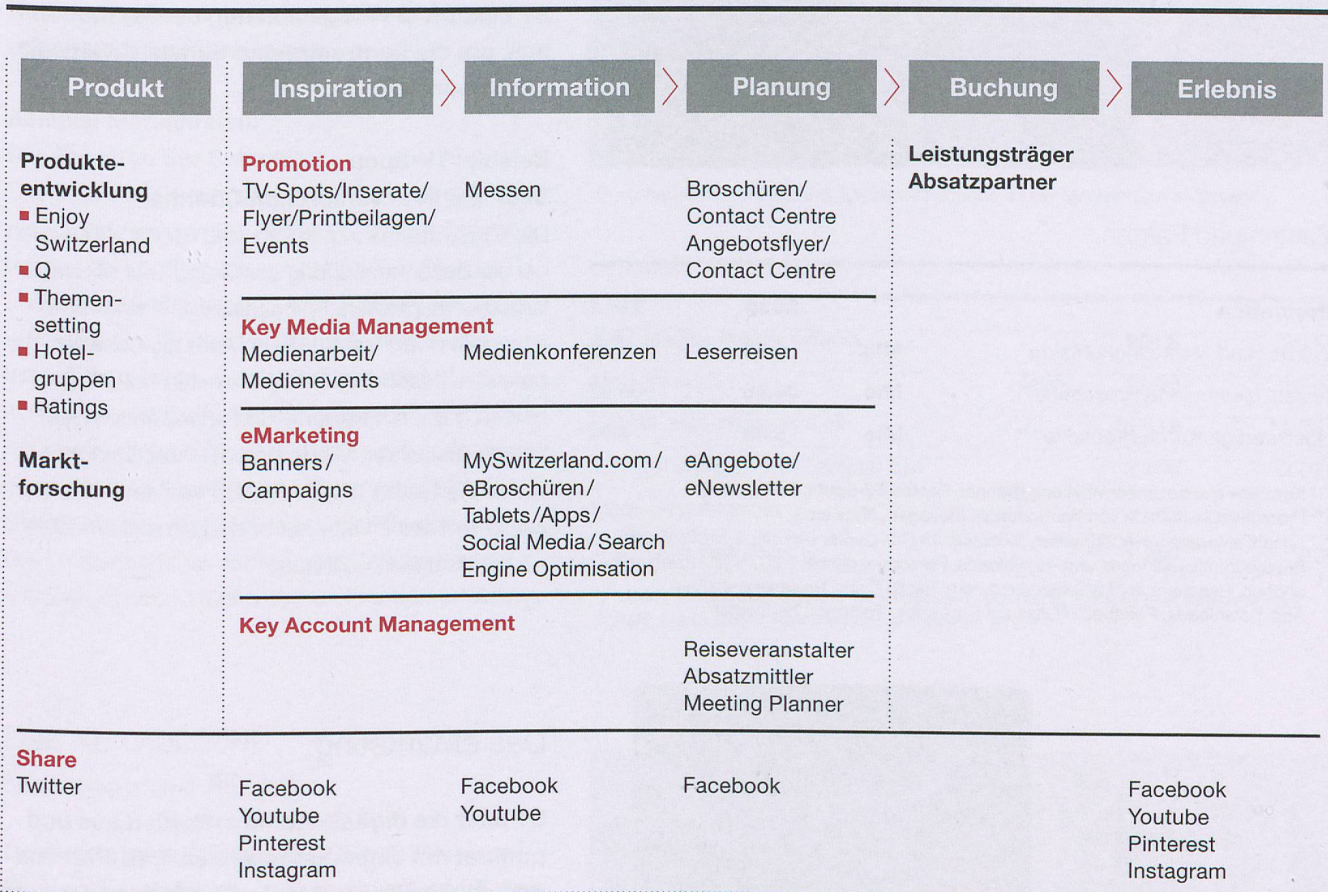 Produkt
Inspiration
Information
Planung
Buchung
Erlebnis
Produkte-
entwicklung
Enjoy
Switzerland
Q
Themen-
setting
Hotel-
gruppen
Ratings
Markt-
forschung
Promotion
TV-Spots/Inserate/
Flyer/Printbeilagen/
Events
Messen
Broschüren/
Contact Centre
Angebotsflyer/
Contact Centre
Leistungsträger
Absatzpartner
Key Media Management
Medienarbeit/
Medienevents
Medienkonferenzen
Leserreisen
eMarketing
Banners/
Campaigns
MySwitzerland.com/
eBroschüren/
Tablets/Apps/
Social Media/Search
Engine Optimisation
eAngebote/
eNewsletter
Key Account Management
Reiseveranstalter
Absatzmittler
Meeting Planner
Share
Twitter
Facebook
Youtube
Pinterest
Instagram
Facebook
Youtube
Facebook
Facebook
Youtube
Pinterest
Instagram